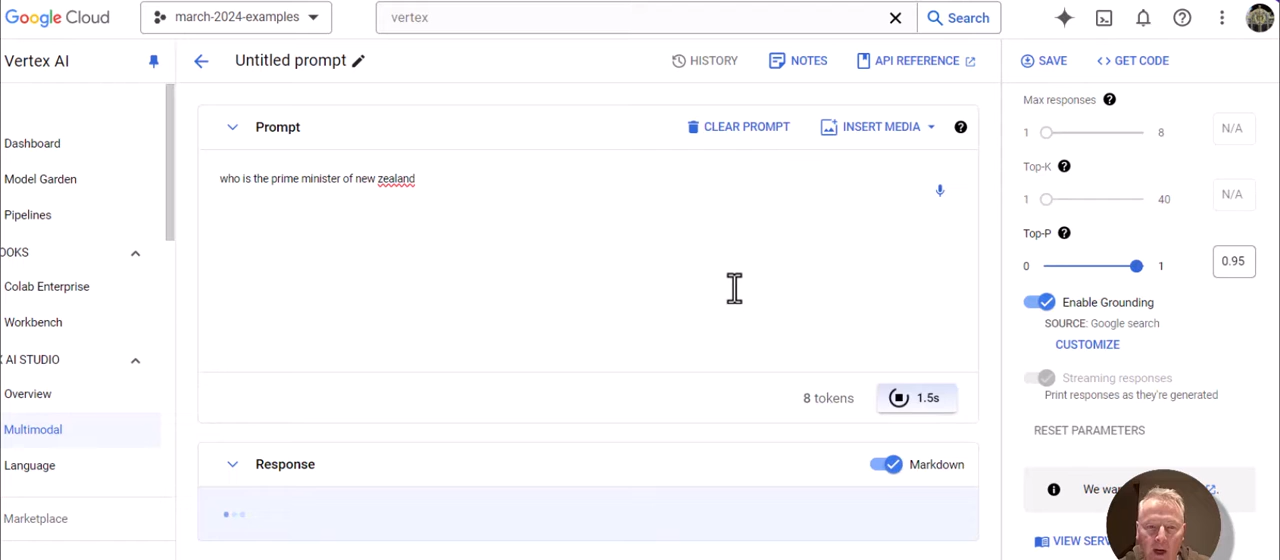 Google Cloud
march-2024-examples
vertex
Search
Vertex AI
Untitled prompt
HISTORY
NOTES
API REFERENCE
SAVE
GET CODE
Dashboard
Model Garden
Pipelines
OOKS
Colab Enterprise
Workbench
X AI STUDIO
Overview
Multimodal
Language
Marketplace
Prompt
CLEAR PROMPT
INSERT MEDIA
who is the prime minister of new zealand
8 tokens
1.5s
Response
Markdown
Max responses
1
8
N/A
Top-K
1
40
N/A
Top-P
0
1
0.95
Enable Grounding
SOURCE: Google search
CUSTOMIZE
Streaming responses
Print responses as they're generated
RESET PARAMETERS
We
VIEW